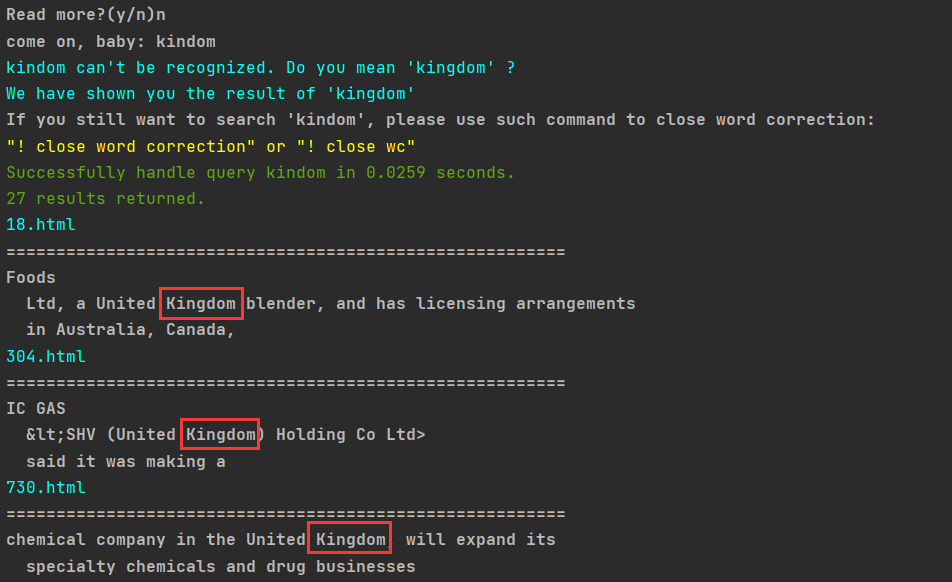 Read more?(y/n)n
come on, baby: kindom
kindom can't be recognized. Do you mean 'kingdom' ?
We have shown you the result of 'kingdom'
If you still want to search 'kindom', please use such command to close word correction:
"! close word correction" or "! close wc"
Successfully handle query kindom in 0.0259 seconds.
27 results returned.
18.html
========================================================
Foods
  Ltd, a United Kingdom blender, and has licensing arrangements
  in Australia, Canada,
304.html
========================================================
IC GAS
  &lt;SHV (United Kingdom) Holding Co Ltd>
  said it was making a
730.html
========================================================
chemical company in the United Kingdom, will expand its
  specialty chemicals and drug businesses